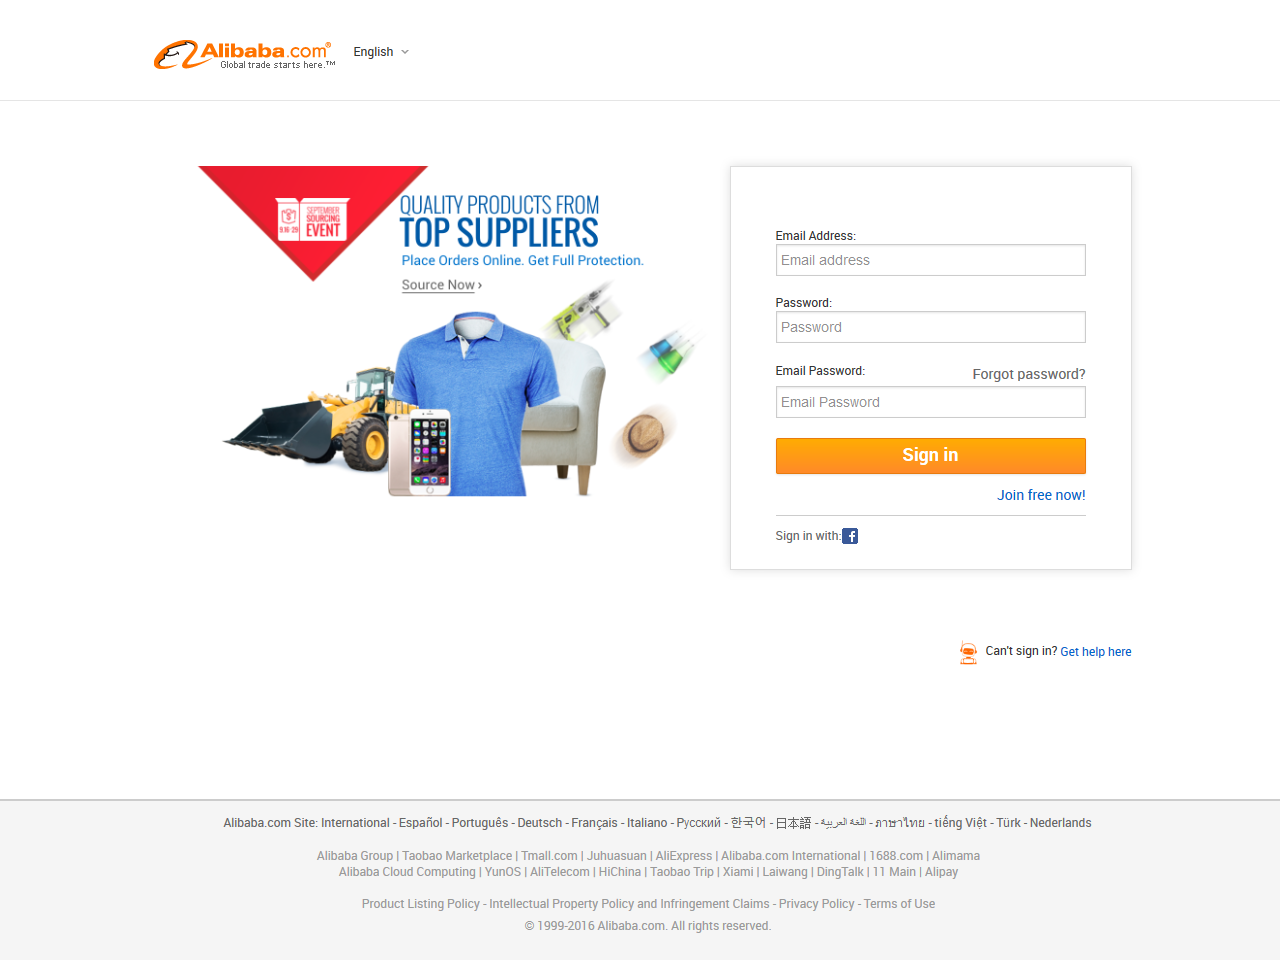 Alibaba.com®
Global trade starts here.™
English
SEPTEMBER
SOURCING
EVENT
9.16-29
QUALITY PRODUCTS FROM
TOP SUPPLIERS
Place Orders Online. Get Full Protection.
Source Now ›
Email Address:
Email address
Password:
Password
Email Password:
Forgot password?
Email Password
Sign in
Join free now!
Sign in with:
Can't sign in? Get help here
Alibaba.com Site: International - Español - Português - Deutsch - Français - Italiano - Pусский - 한국어 - 日本語 - اللغة العربية - ภาษาไทย - tiếng Việt - Türk - Nederlands
Alibaba Group | Taobao Marketplace | Tmall.com | Juhuasuan | AliExpress | Alibaba.com International | 1688.com | Alimama
Alibaba Cloud Computing | YunOS | AliTelecom | HiChina | Taobao Trip | Xiami | Laiwang | DingTalk | 11 Main | Alipay
Product Listing Policy - Intellectual Property Policy and Infringement Claims - Privacy Policy - Terms of Use
© 1999-2016 Alibaba.com. All rights reserved.